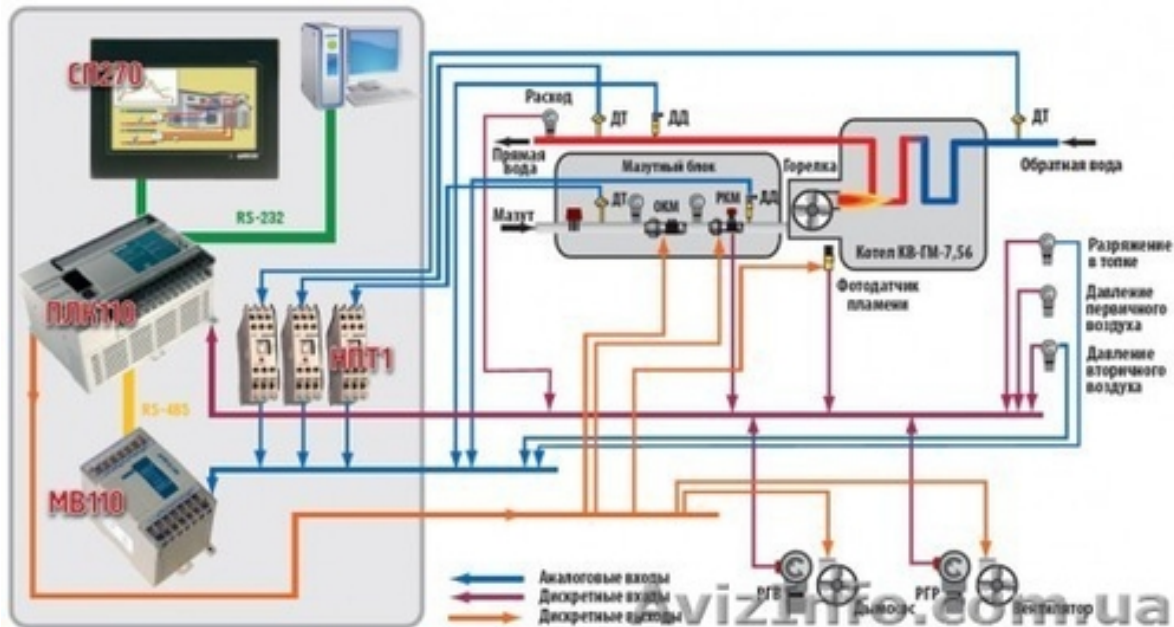 СП270
RS-232
ПЛК110
НПТ1
RS-485
МВ110
Расход
ДТ
ДД
ДТ
Прямая
вода
Мазутный блок
Горелка
Обратная вода
Мазут
ДТ
ОКМ
РКМ
ДД
Котел КВ-ГМ-7,56
Фотодатчик
пламени
Разряжение
в топке
Давление
первичного
воздуха
Давление
вторичного
воздуха
Аналоговые входы
Дискретные входы
Дискретные выходы
РГВ
Дымосос
РГР
Вентилятор
AvizInfo.com.ua